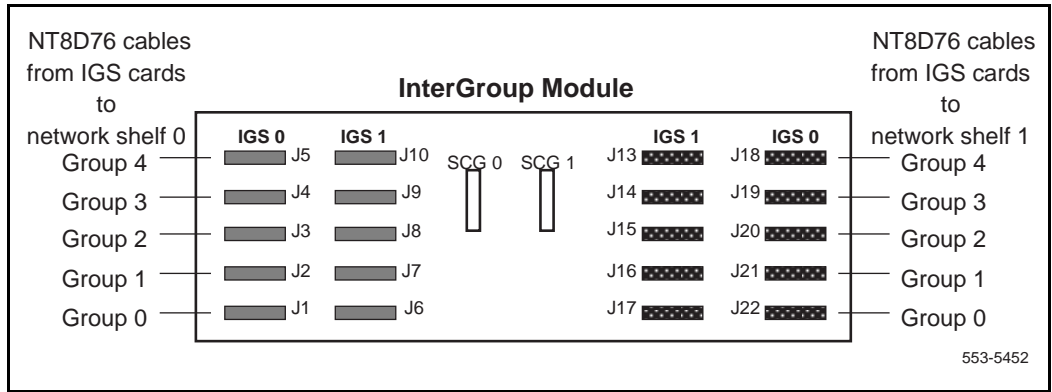 NT8D76 cables
from IGS cards
to
network shelf 0
InterGroup Module
NT8D76 cables
from IGS cards
to
network shelf 1
IGS 0 IGS 1 IGS 1 IGS 0
Group 4 J5 J10 SCG 0 SCG 1 J13 J18 Group 4
Group 3 J4 J9 J14 J19 Group 3
Group 2 J3 J8 J15 J20 Group 2
Group 1 J2 J7 J16 J21 Group 1
Group 0 J1 J6 J17 J22 Group 0
553-5452